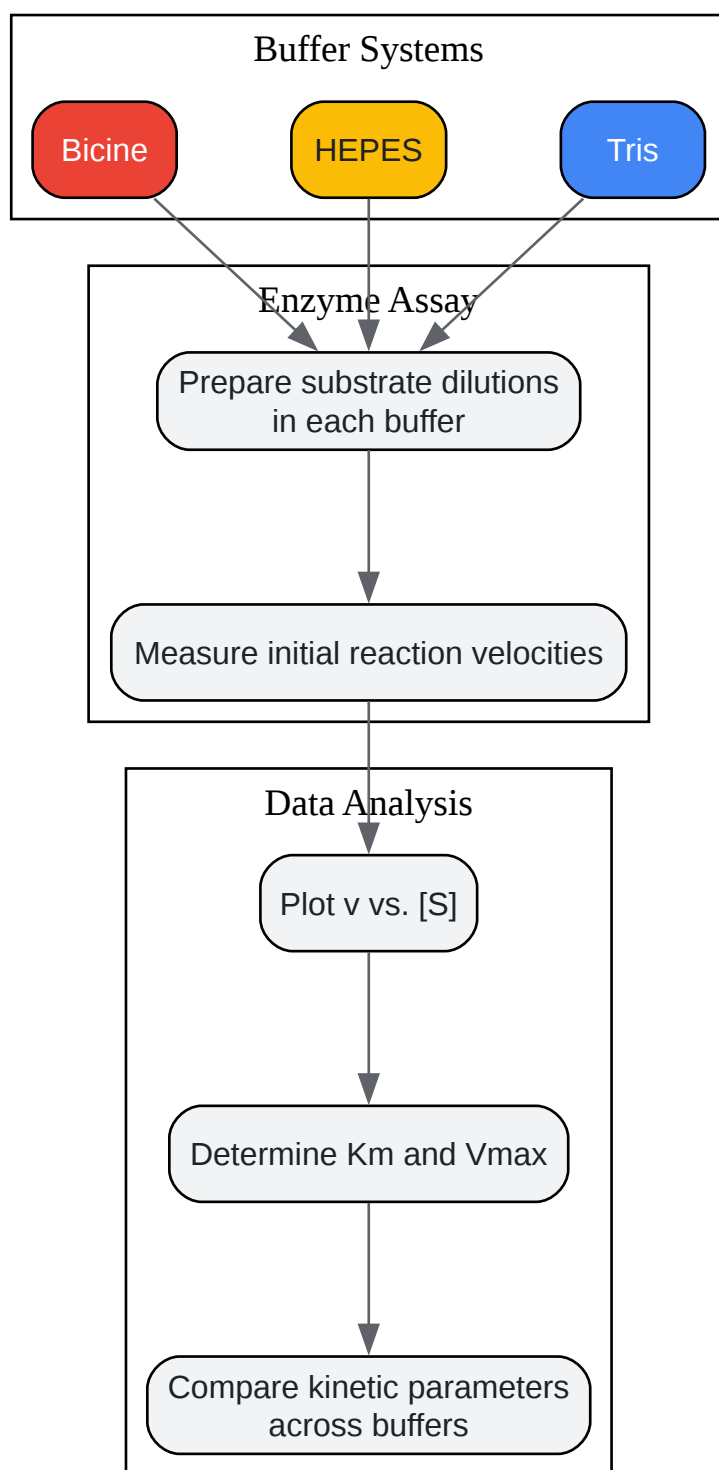 Buffer Systems
Bicine
HEPES
Tris
Enzyme Assay
Prepare substrate dilutions
in each buffer
Measure initial reaction velocities
Data Analysis
Plot v vs. [S]
Determine Km and Vmax
Compare kinetic parameters
across buffers